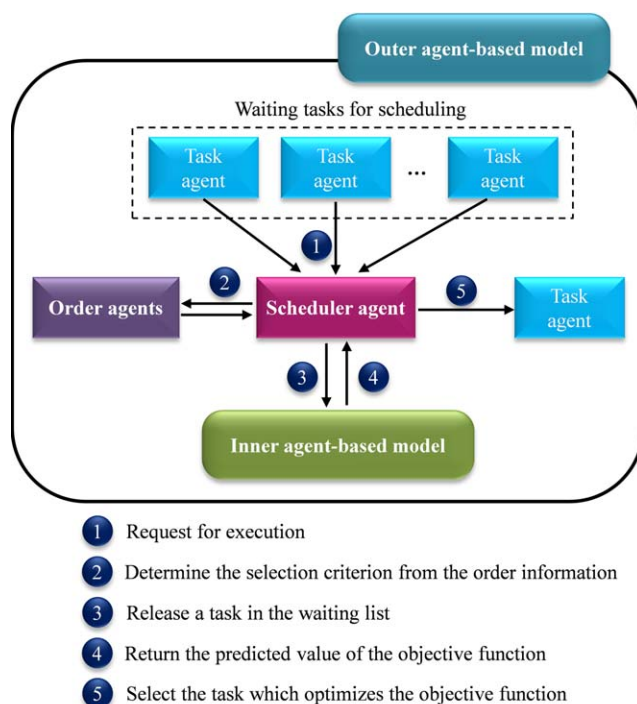 Outer agent-based model
Waiting tasks for scheduling
Task
agent
Task
agent
...
Task
agent
1
2
5
Order agents
Scheduler agent
Task
agent
3
4
Inner agent-based model
1 Request for execution
2 Determine the selection criterion from the order information
3 Release a task in the waiting list
4 Return the predicted value of the objective function
5 Select the task which optimizes the objective function